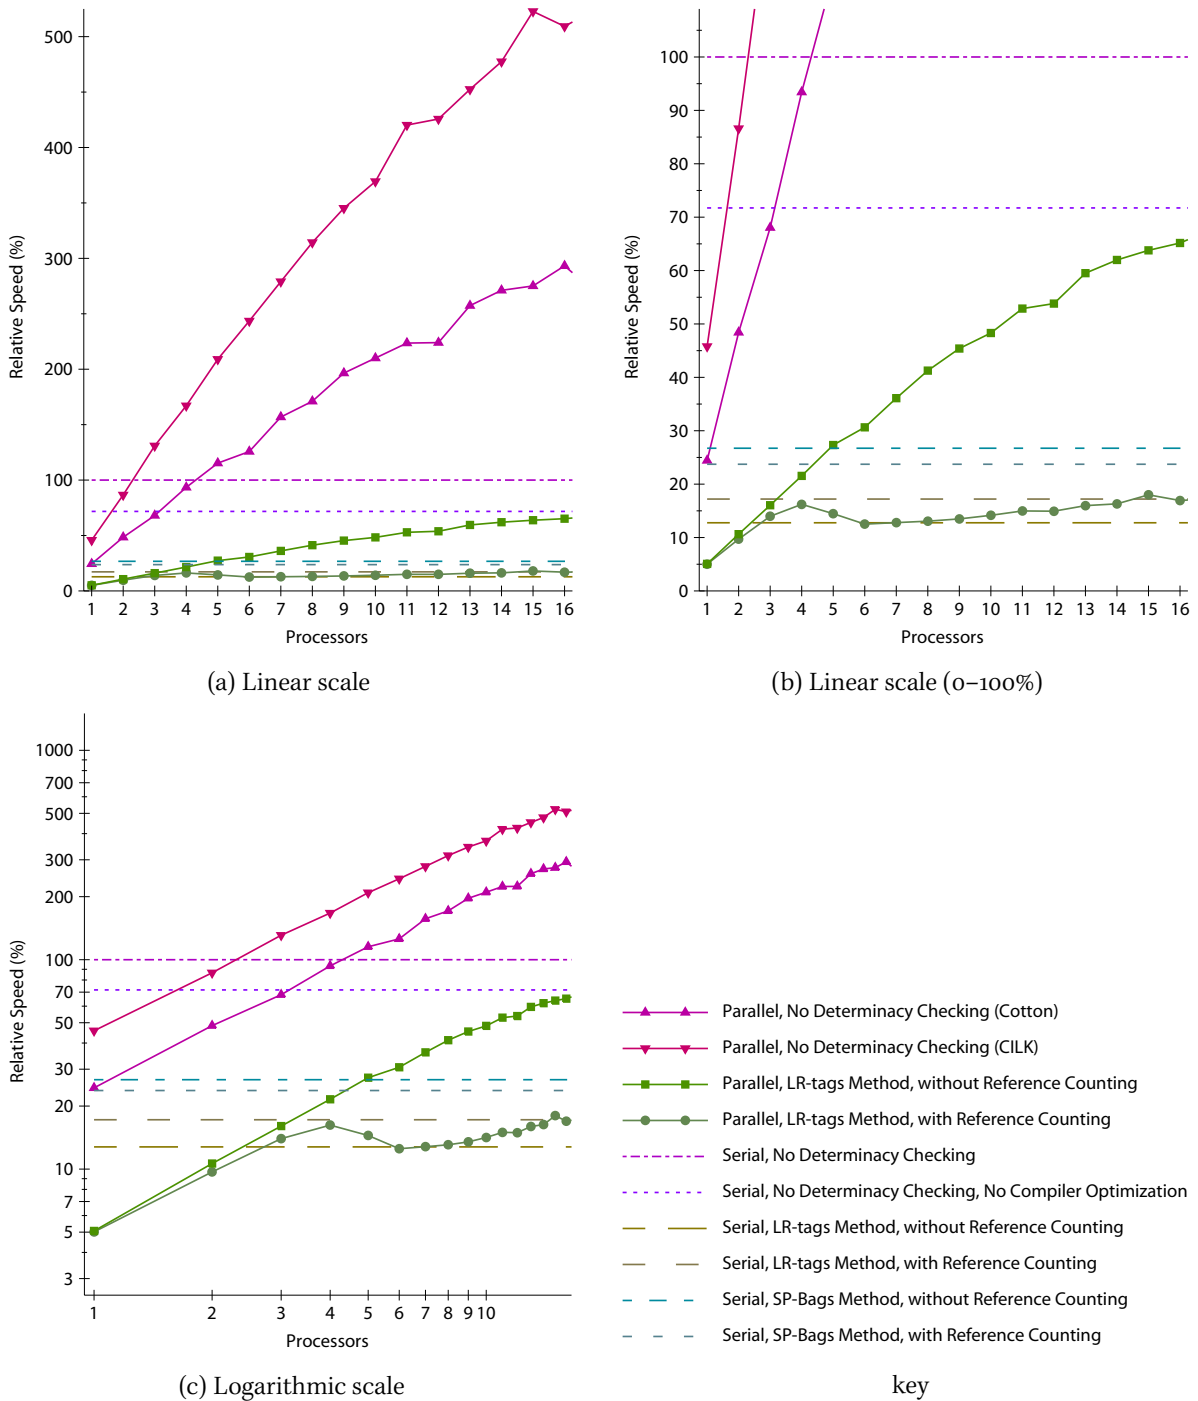 500
400
300
200
100
0
Relative Speed (%)
1 2 3 4 5 6 7 8 9 10 11 12 13 14 15 16
Processors
(a) Linear scale
100
90
80
70
60
50
40
30
20
10
0
Relative Speed (%)
1 2 3 4 5 6 7 8 9 10 11 12 13 14 15 16
Processors
(b) Linear scale (0–100%)
1000
700
500
300
200
100
70
50
30
20
10
7
5
3
Relative Speed (%)
1 2 3 4 5 6 7 8 9 10
Processors
(c) Logarithmic scale
Parallel, No Determinacy Checking (Cotton)
Parallel, No Determinacy Checking (CILK)
Parallel, LR-tags Method, without Reference Counting
Parallel, LR-tags Method, with Reference Counting
Serial, No Determinacy Checking
Serial, No Determinacy Checking, No Compiler Optimization
Serial, LR-tags Method, without Reference Counting
Serial, LR-tags Method, with Reference Counting
Serial, SP-Bags Method, without Reference Counting
Serial, SP-Bags Method, with Reference Counting
key